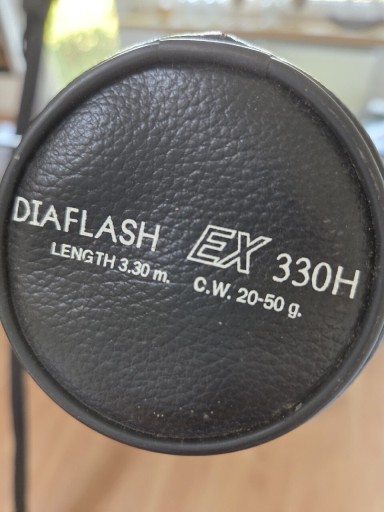 DIAFLASH EX 330H
LENGTH 3,30 m. C.W. 20-50 g.